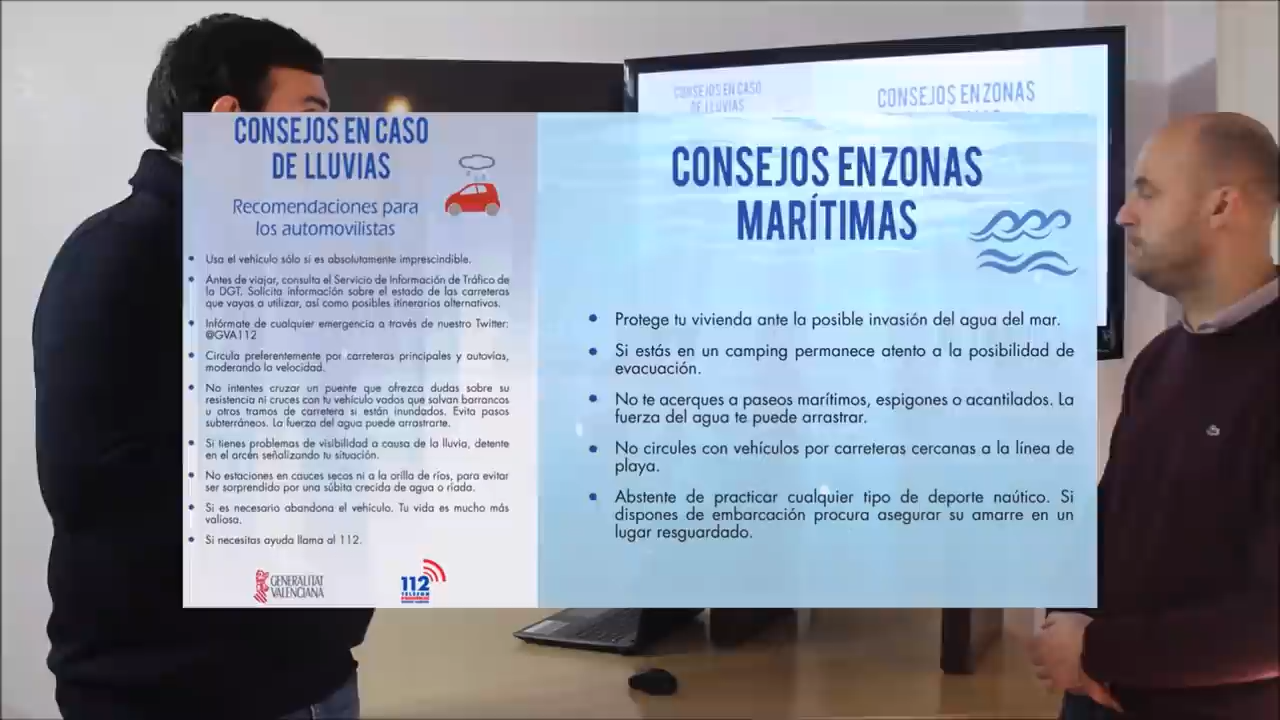 CONSEJOS EN CASO
DE LLUVIAS
CONSEJOS EN ZONAS
CONSEJOS EN CASO
DE LLUVIAS
Recomendaciones para
los automovilistas
Usa el vehículo sólo si es absolutamente imprescindible.
Antes de viajar, consulta el Servicio de Información de Tráfico de
la DGT. Solicita información sobre el estado de las carreteras
que vayas a utilizar, así como posibles itinerarios alternativos.
Infórmate de cualquier emergencia a través de nuestro Twitter:
@GVA112
Circula preferentemente por carreteras principales y autovías,
moderando la velocidad.
No intentes cruzar un puente que ofrezca dudas sobre su
resistencia ni cruces con tu vehículo vados que salvan barrancos
u otros tramos de carretera si están inundados. Evita pasos
subterráneos. La fuerza del agua puede arrastrarte.
Si tienes problemas de visibilidad a causa de la lluvia, detente
en el arcén señalizando tu situación.
No estaciones en cauces secos ni a la orilla de ríos, para evitar
ser sorprendido por una súbita crecida de agua o riada.
Si es necesario abandona el vehículo. Tu vida es mucho más
valiosa.
Si necesitas ayuda llama al 112.
GENERALITAT
VALENCIANA
112
CONSEJOS EN ZONAS
MARÍTIMAS
Protege tu vivienda ante la posible invasión del agua del mar.
Si estás en un camping permanece atento a la posibilidad de
evacuación.
No te acerques a paseos marítimos, espigones o acantilados. La
fuerza del agua te puede arrastrar.
No circules con vehículos por carreteras cercanas a la línea de
playa.
Abstente de practicar cualquier tipo de deporte naútico. Si
dispones de embarcación procura asegurar su amarre en un
lugar resguardado.